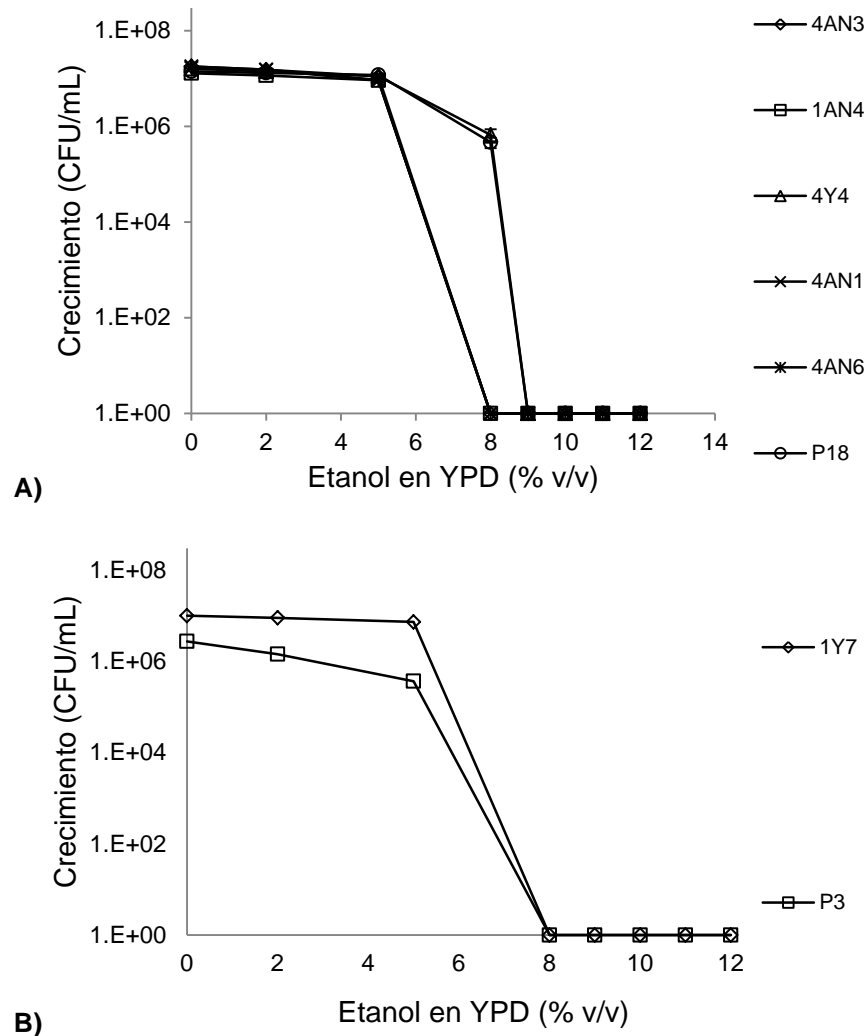 1.E+08
1.E+06
1.E+04
1.E+02
1.E+00
Crecimiento (CFU/mL)
0 2 4 6 8 10 12 14
Etanol en YPD (% v/v)
4AN3
1AN4
4Y4
4AN1
4AN6
P18
A)
1.E+08
1.E+06
1.E+04
1.E+02
1.E+00
Crecimiento (CFU/mL)
0 2 4 6 8 10 12
Etanol en YPD (% v/v)
1Y7
P3
B)